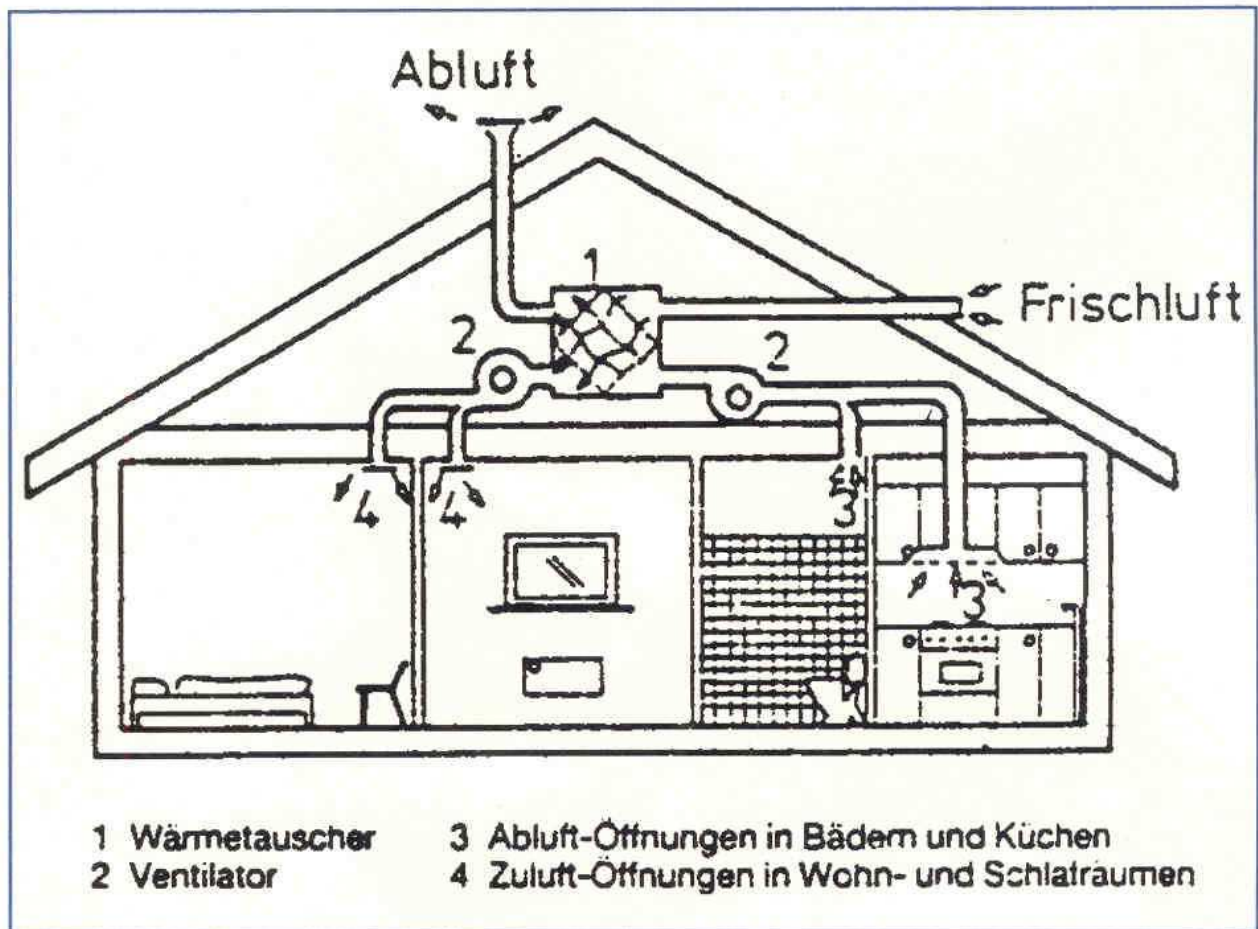 Abluft
1
Frischluft
2
2
4
4
3
3
1 Wärmetauscher
3 Abluft-Öffnungen in Bädern und Küchen
2 Ventilator
4 Zuluft-Öffnungen in Wohn- und Schlafräumen